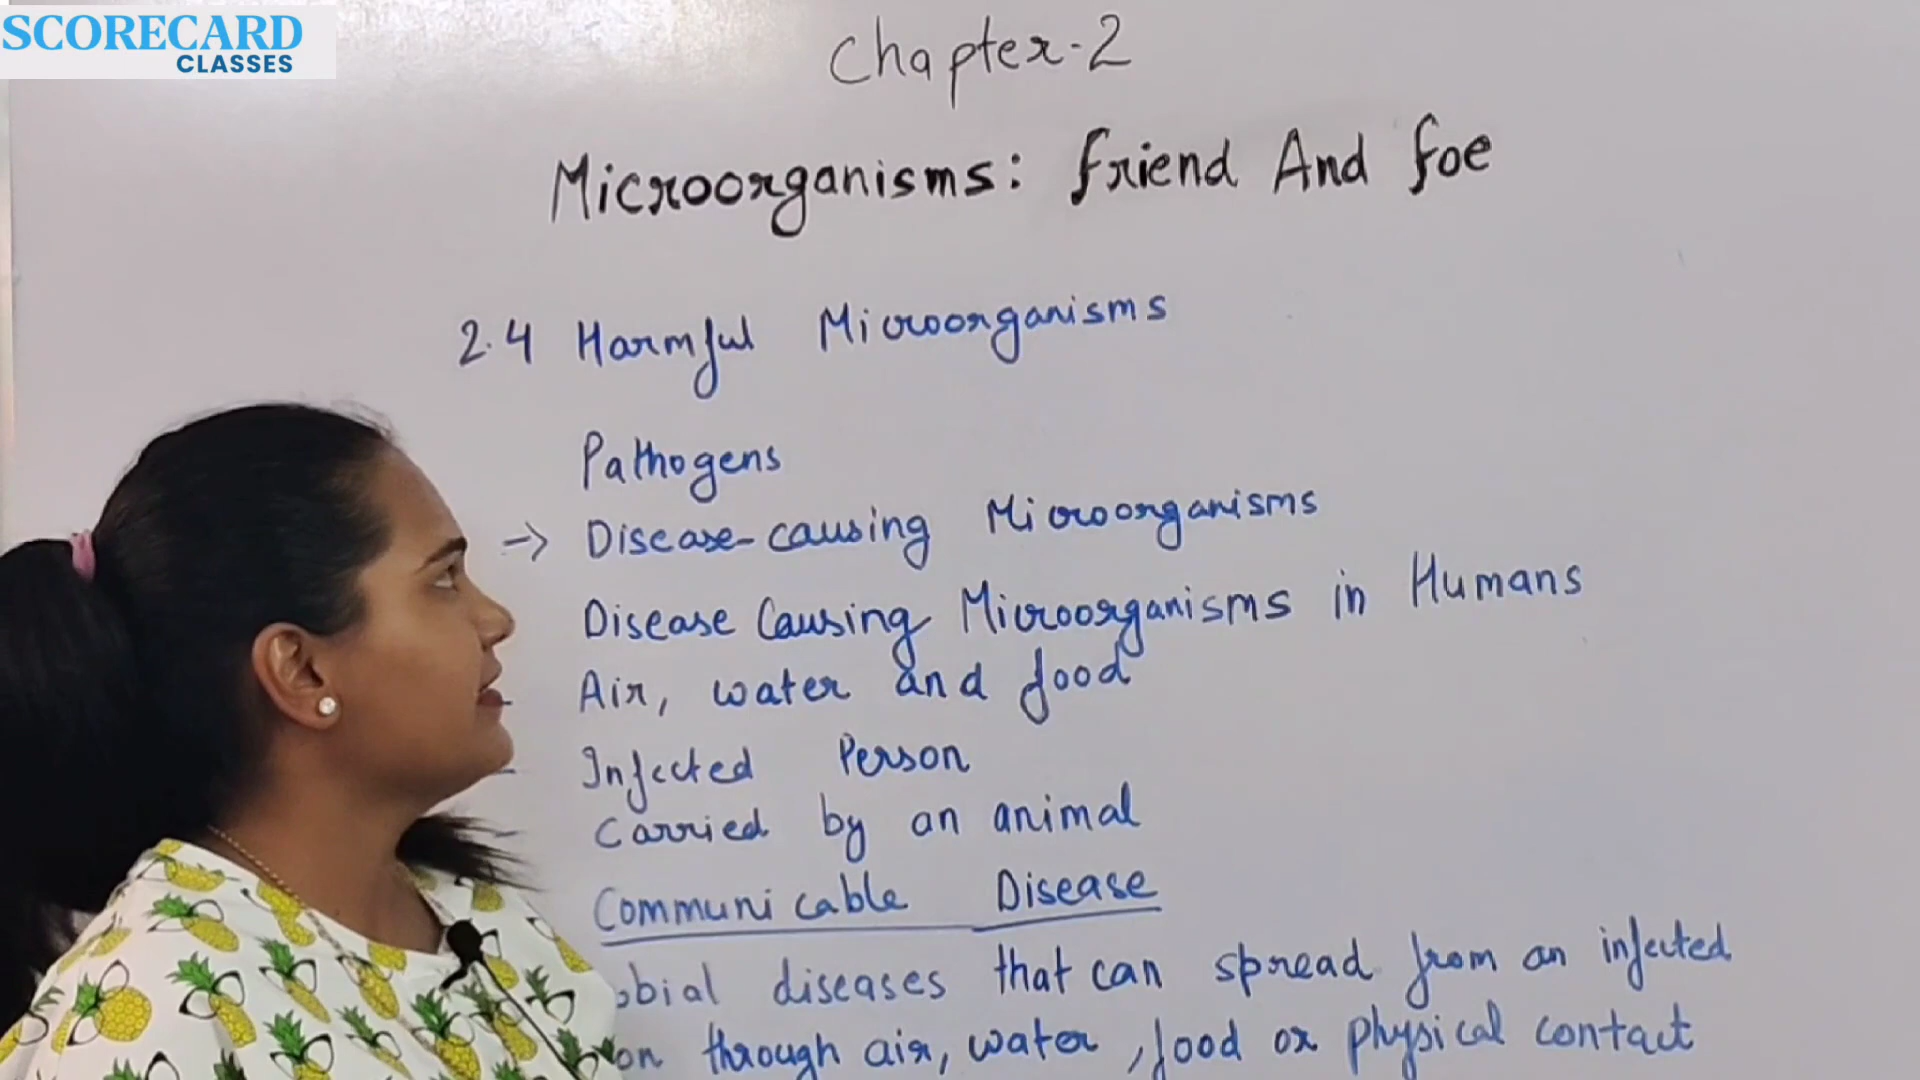 SCORECARD
CLASSES
Chapter-2
Microorganisms: friend And foe
2.4 Harmful Microorganisms
Pathogens
→ Disease-causing Microorganisms
Disease Causing Microorganisms in Humans
- Air, water and food
- Infected Person
- Carried by an animal
Communicable Disease
obial diseases that can spread from an infected
on through air, water, food or physical contact